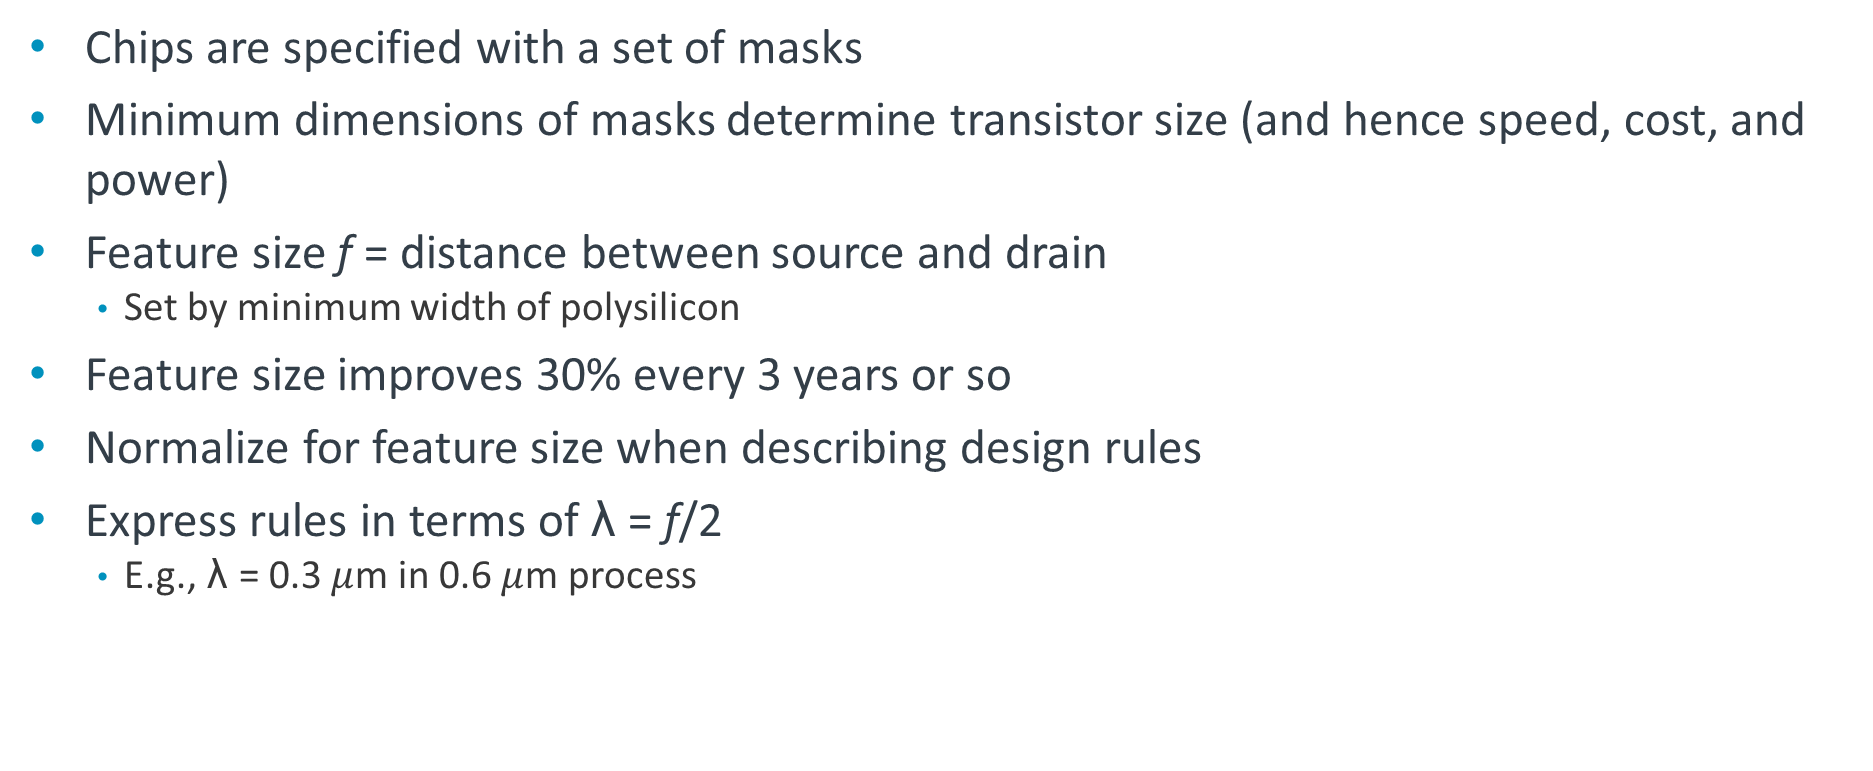 • Chips are specified with a set of masks
• Minimum dimensions of masks determine transistor size (and hence speed, cost, and
power)
• Feature size f = distance between source and drain
• Set by minimum width of polysilicon
• Feature size improves 30% every 3 years or so
• Normalize for feature size when describing design rules
• Express rules in terms of λ = f/2
• E.g., λ = 0.3 μm in 0.6 μm process